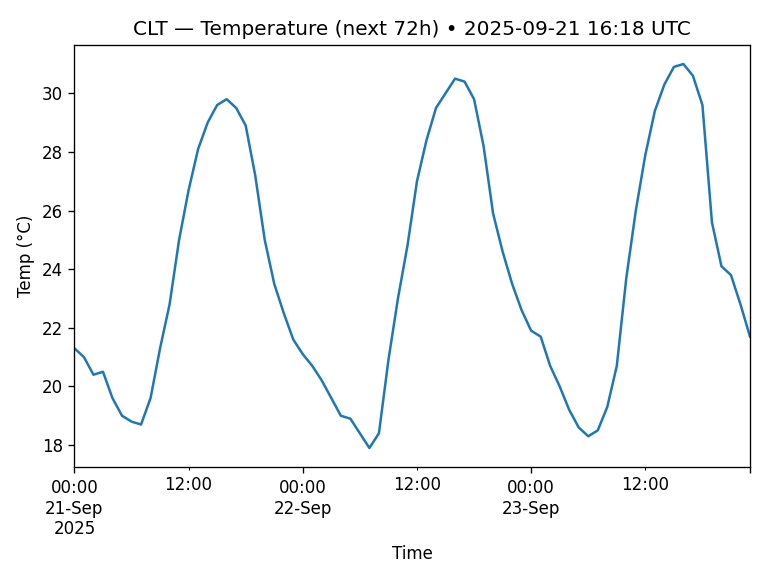 CLT — Temperature (next 72h) • 2025-09-21 16:18 UTC
Temp (°C)
30
28
26
24
22
20
18
00:00 12:00 00:00 12:00 00:00 12:00
21-Sep 22-Sep 23-Sep
2025
Time